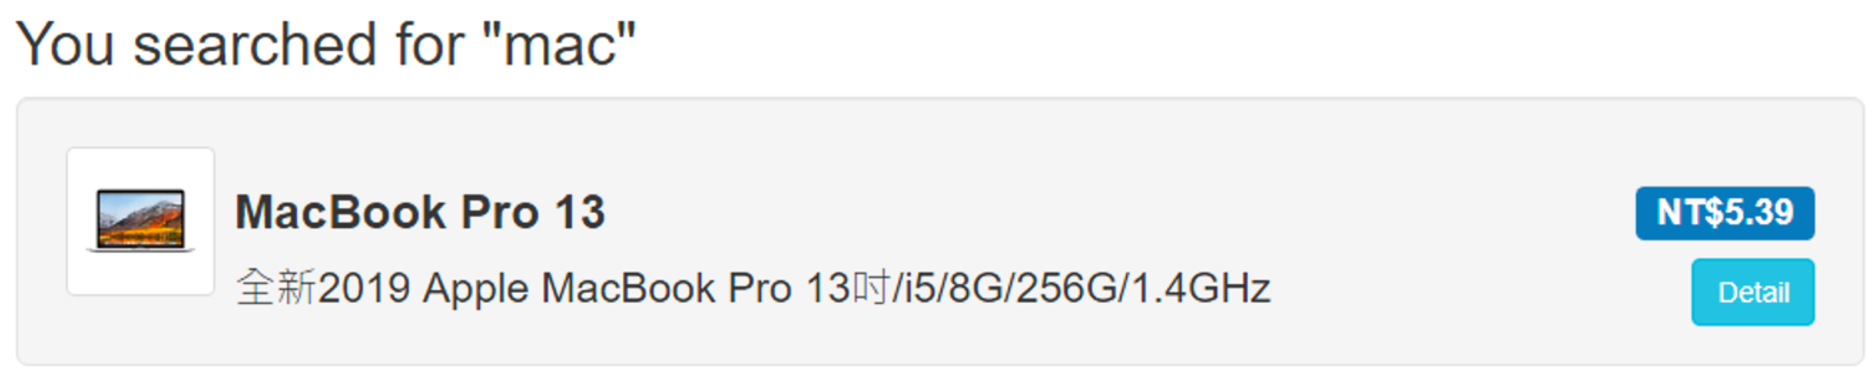 You searched for "mac"
MacBook Pro 13
NT$5.39
全新2019 Apple MacBook Pro 13吋/i5/8G/256G/1.4GHz
Detail